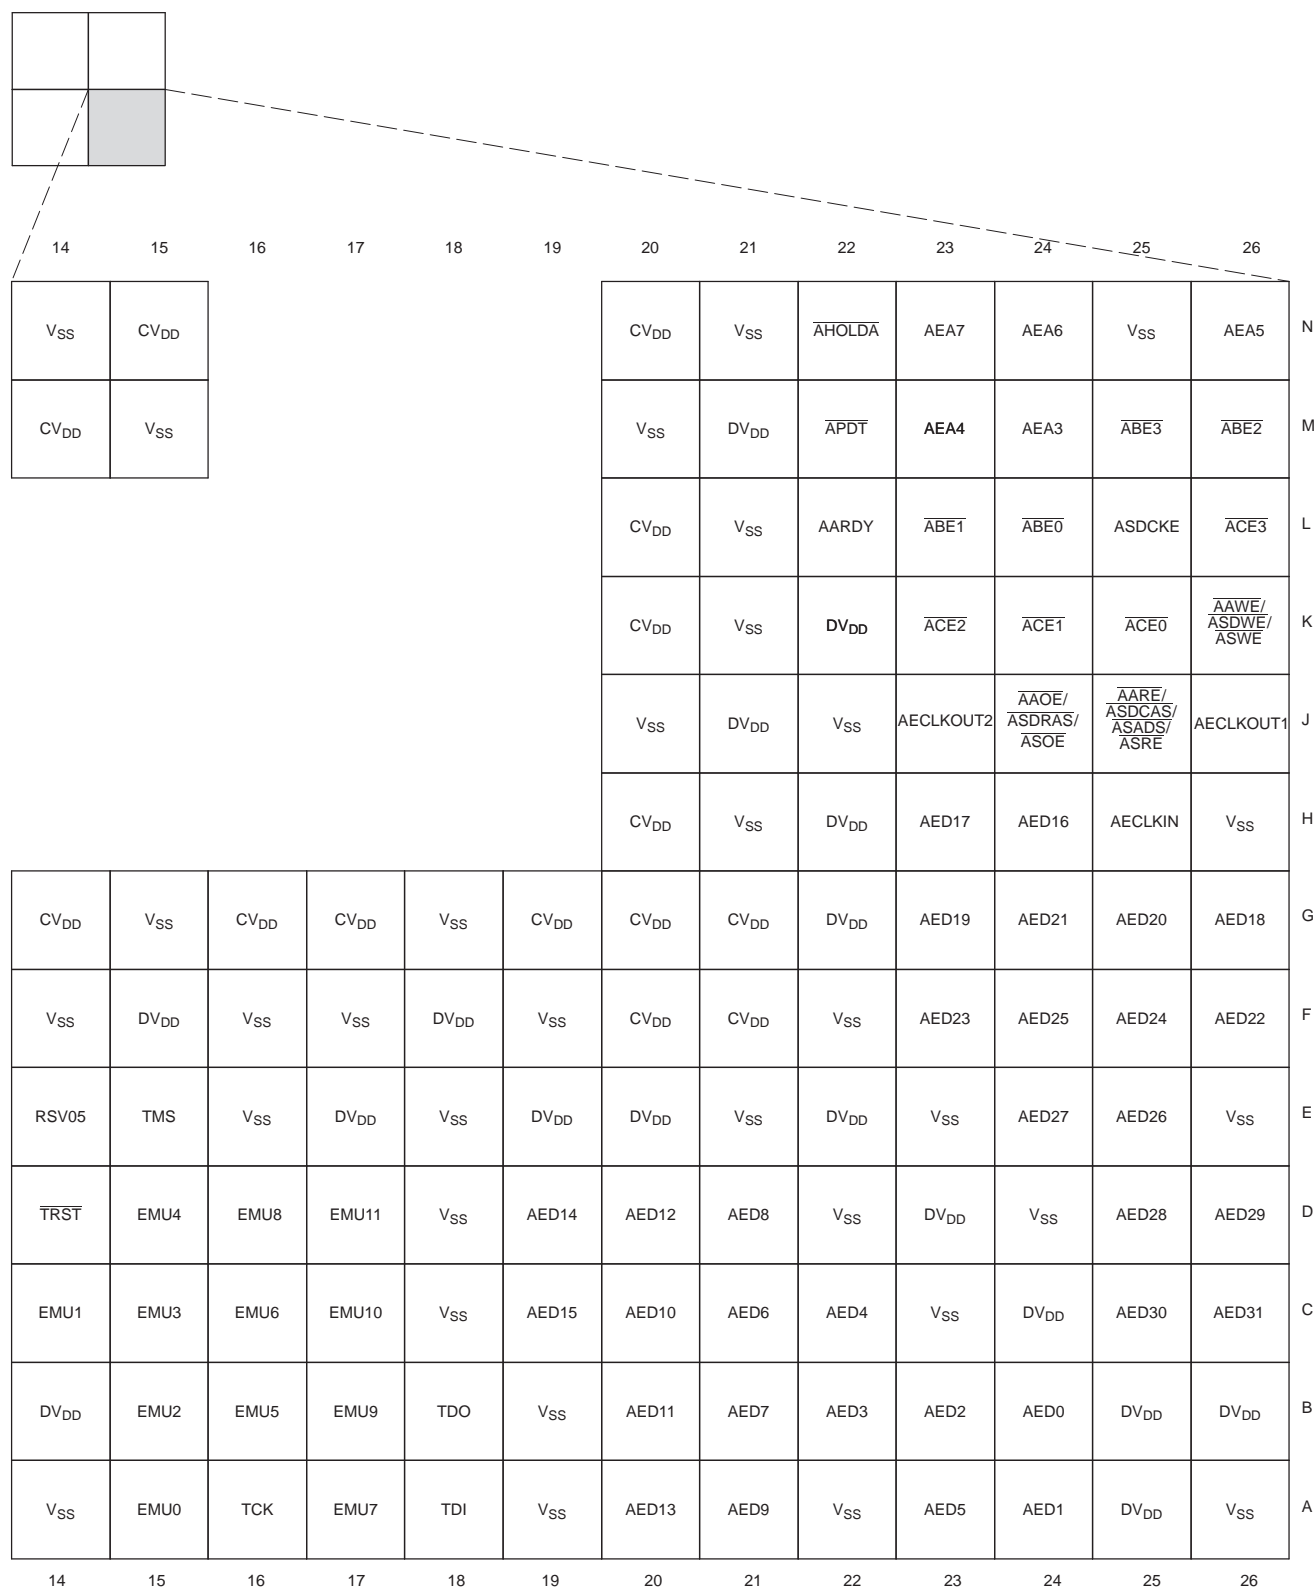 14 15 16 17 18 19 20 21 22 23 24 25 26
VSS CVDD CVDD VSS AHOLDA AEA7 AEA6 VSS AEA5 N
CVDD VSS VSS DVDD APDT AEA4 AEA3 ABE3 ABE2 M
CVDD VSS AARDY ABE1 ABE0 ASDCKE ACE3 L
CVDD VSS DVDD ACE2 ACE1 ACE0 AAWE/ ASDWE/ ASWE K
VSS DVDD VSS AECLKOUT2 AAOE/ ASDRAS/ ASOE AARE/ ASDCAS/ ASADS/ ASRE AECLKOUT1 J
CVDD VSS DVDD AED17 AED16 AECLKIN VSS H
CVDD VSS CVDD CVDD VSS CVDD CVDD CVDD DVDD AED19 AED21 AED20 AED18 G
VSS DVDD VSS VSS DVDD VSS CVDD CVDD VSS AED23 AED25 AED24 AED22 F
RSV05 TMS VSS DVDD VSS DVDD DVDD VSS DVDD VSS AED27 AED26 VSS E
TRST EMU4 EMU8 EMU11 VSS AED14 AED12 AED8 VSS DVDD VSS AED28 AED29 D
EMU1 EMU3 EMU6 EMU10 VSS AED15 AED10 AED6 AED4 VSS DVDD AED30 AED31 C
DVDD EMU2 EMU5 EMU9 TDO VSS AED11 AED7 AED3 AED2 AED0 DVDD DVDD B
VSS EMU0 TCK EMU7 TDI VSS AED13 AED9 VSS AED5 AED1 DVDD VSS A
14 15 16 17 18 19 20 21 22 23 24 25 26